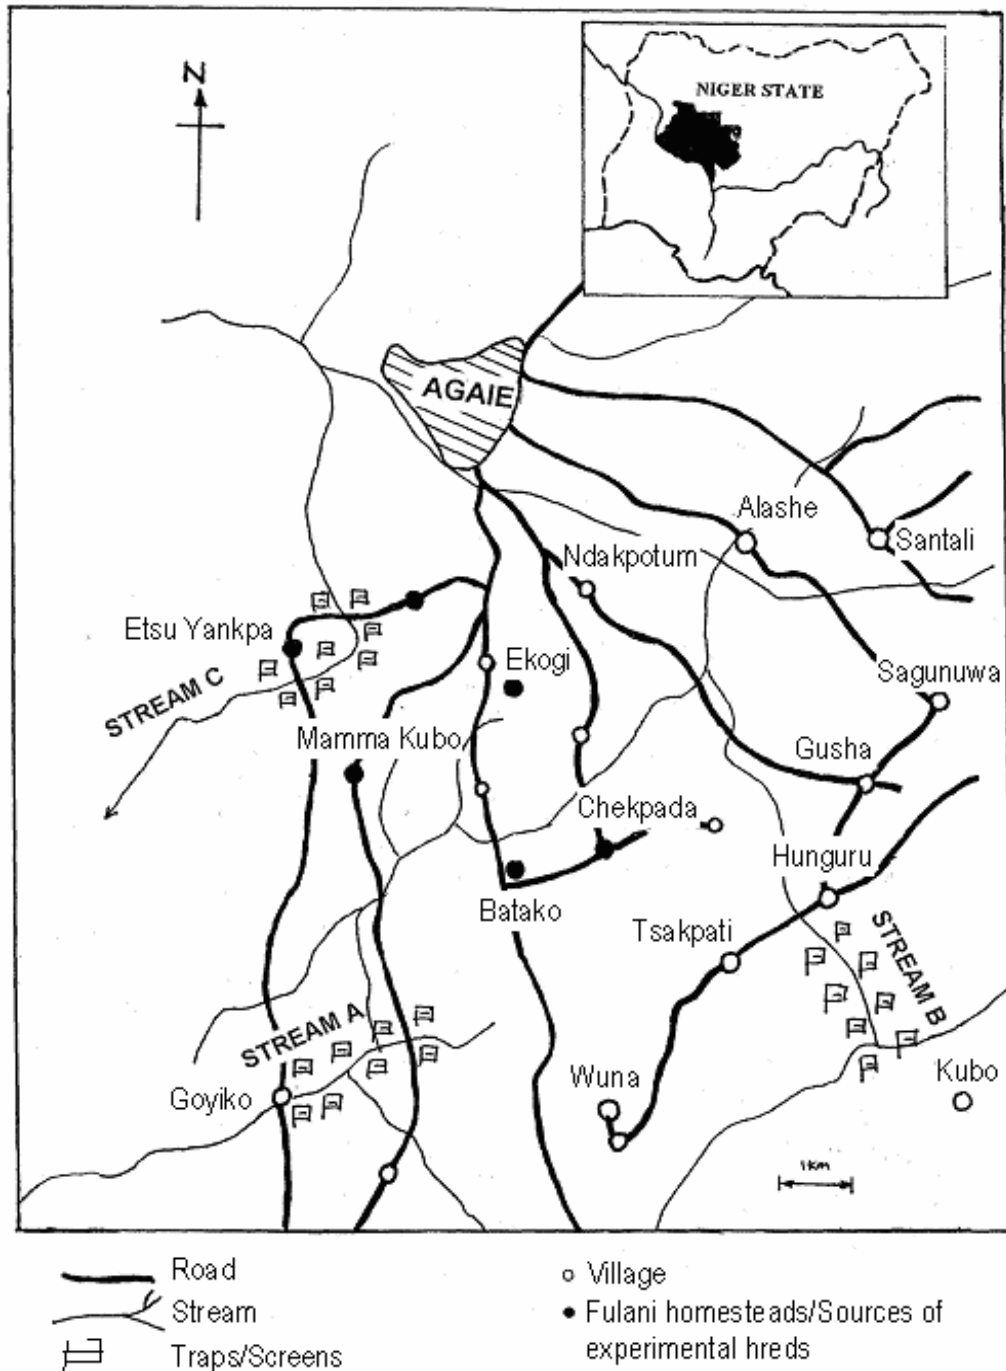 N
NIGER STATE
AGAIE
Alashe
Santali
Ndakpotum
Etsu Yankpa
Ekogi
Sagunuwa
STREAM C
Mamma Kubo
Gusha
Chekpada
Hunguru
Batako
Tsakpati
STREAM B
STREAM A
Goyiko
Wuna
Kubo
1km
Road
Stream
Traps/Screens
Village
Fulani homesteads/Sources of
experimental hreds